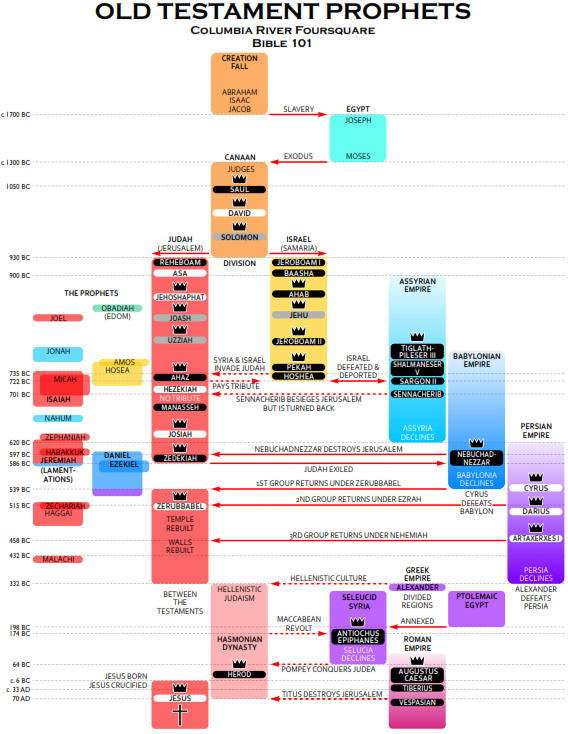 OLD TESTAMENT PROPHETS
COLUMBIA RIVER FOURSQUARE
BIBLE 101
CREATION
FALL
ABRAHAM
ISAAC
JACOB
c 1700 BC
SLAVERY
EGYPT
JOSEPH
MOSES
CANAAN
EXODUS
c 1300 BC
JUDGES
1050 BC
SAUL
DAVID
SOLOMON
JUDAH
(JERUSALEM)
ISRAEL
(SAMARIA)
930 BC
REHEBOAM
DIVISION
JEROBOAM I
ASA
BAASHA
900 BC
ASSYRIAN
EMPIRE
THE PROPHETS
JEHOSHAPHAT
AHAB
OBADIAH
(EDOM)
JOEL
JOASH
JEHU
UZZIAH
JEROBOAM II
TIGLATH-
PILESER III
JONAH
SYRIA & ISRAEL
INVADE JUDAH
ISRAEL
DEFEATED &
DEPORTED
BABYLONIAN
EMPIRE
AMOS
HOSEA
PEKAH
SHALMANESER
V
735 BC
MICAH
AHAZ
HOSHEA
SARGON II
722 BC
PAYS TRIBUTE
HEZEKIAH
701 BC
ISAIAH
NO TRIBUTE
SENNACHERIB BESIEGES JERUSALEM
BUT IS TURNED BACK
SENNACHERIB
MANASSEH
NAHUM
JOSIAH
ASSYRIA
DECLINES
PERSIAN
EMPIRE
ZEPHANIAH
620 BC
HABAKKUK
JEREMIAH
(LAMENT-
ATIONS)
DANIEL
EZEKIEL
597 BC
586 BC
ZEDEKIAH
NEBUCHADNEZZAR DESTROYS JERUSALEM
JUDAH EXILED
NEBUCHAD-
NEZZAR
BABYLONIA
DECLINES
1ST GROUP RETURNS UNDER ZERUBBABEL
539 BC
CYRUS
CYRUS
DEFEATS
BABYLON
2ND GROUP RETURNS UNDER EZRAH
515 BC
ZECHARIAH
HAGGAI
ZERUBBABEL
TEMPLE
REBUILT
DARIUS
WALLS
REBUILT
3RD GROUP RETURNS UNDER NEHEMIAH
ARTAXERXES I
458 BC
432 BC
MALACHI
PERSIA
DECLINES
GREEK
EMPIRE
332 BC
HELLENISTIC CULTURE
ALEXANDER
ALEXANDER
DEFEATS
PERSIA
BETWEEN
THE
TESTAMENTS
HELLENISTIC
JUDAISM
SELEUCID
SYRIA
DIVIDED
REGIONS
PTOLEMAIC
EGYPT
198 BC
174 BC
MACCABEAN
REVOLT
ANNEXED
ANTIOCHUS
EPIPHANES
HASMONIAN
DYNASTY
ROMAN
EMPIRE
SELUCIA
DECLINES
64 BC
POMPEY CONQUERS JUDEA
HEROD
AUGUSTUS
CAESAR
JESUS BORN
JESUS CRUCIFIED
c. 6 BC
c. 33 AD
TIBERIUS
70 AD
JESUS
TITUS DESTROYS JERUSALEM
VESPASIAN